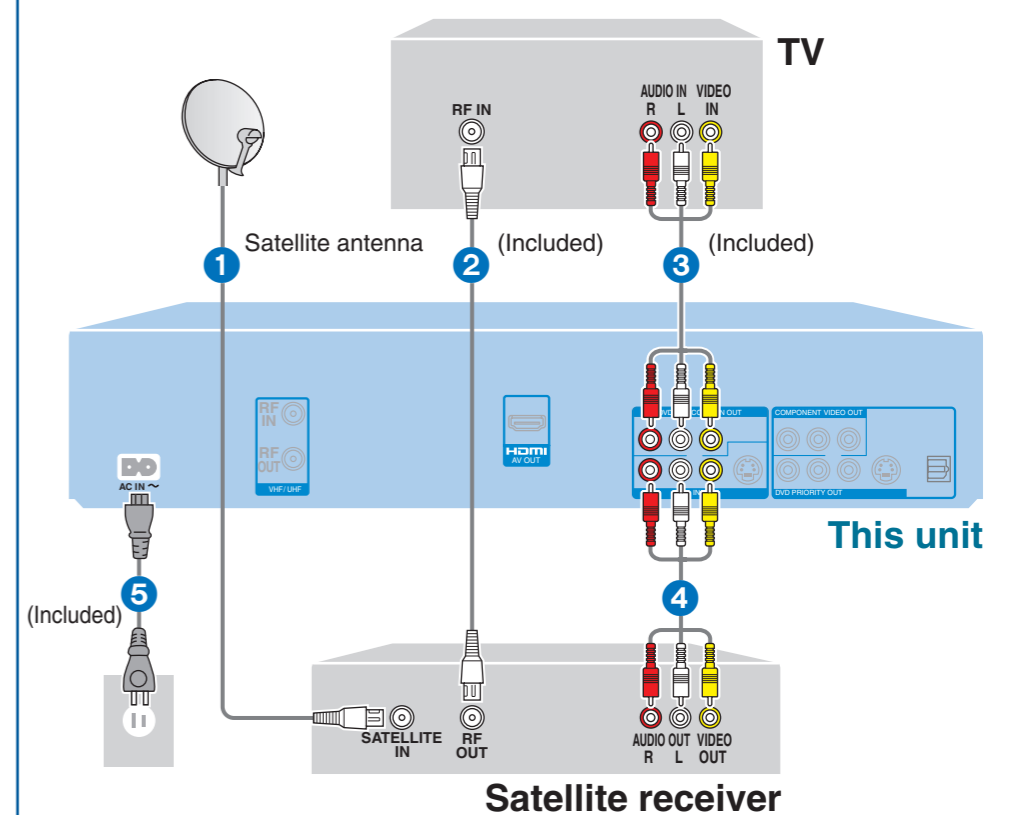 TV
AUDIO IN VIDEO
R L IN
RF IN
Satellite antenna
(Included)
(Included)
1
2
3
RF
IN
RF
OUT
VHF / UHF
HDMI
AV OUT
OUT
COMPONENT VIDEO OUT
DVD PRIORITY OUT
AC IN ~
This unit
5
(Included)
4
SATELLITE
IN
RF
OUT
AUDIO OUT VIDEO
R L OUT
Satellite receiver